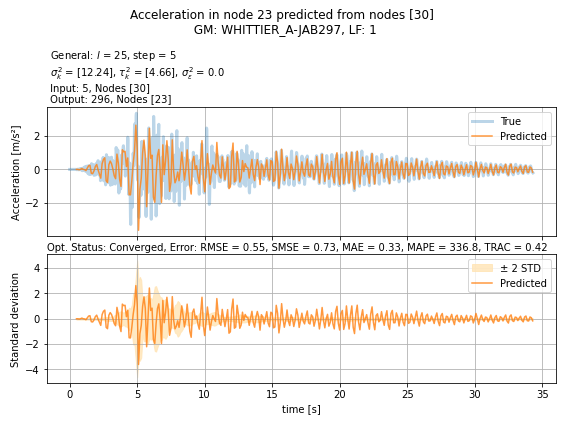 Acceleration in node 23 predicted from nodes [30]
GM: WHITTIER_A-JAB297, LF: 1
General: l = 25, step = 5
σ²ₖ = [12.24], τ²ₖ = [4.66], σ²ε = 0.0
Input: 5, Nodes [30]
Output: 296, Nodes [23]
True
Predicted
Acceleration [m/s²]
2
0
−2
Opt. Status: Converged, Error: RMSE = 0.55, SMSE = 0.73, MAE = 0.33, MAPE = 336.8, TRAC = 0.42
± 2 STD
Predicted
Standard deviation
4
2
0
−2
−4
0 5 10 15 20 25 30 35
time [s]